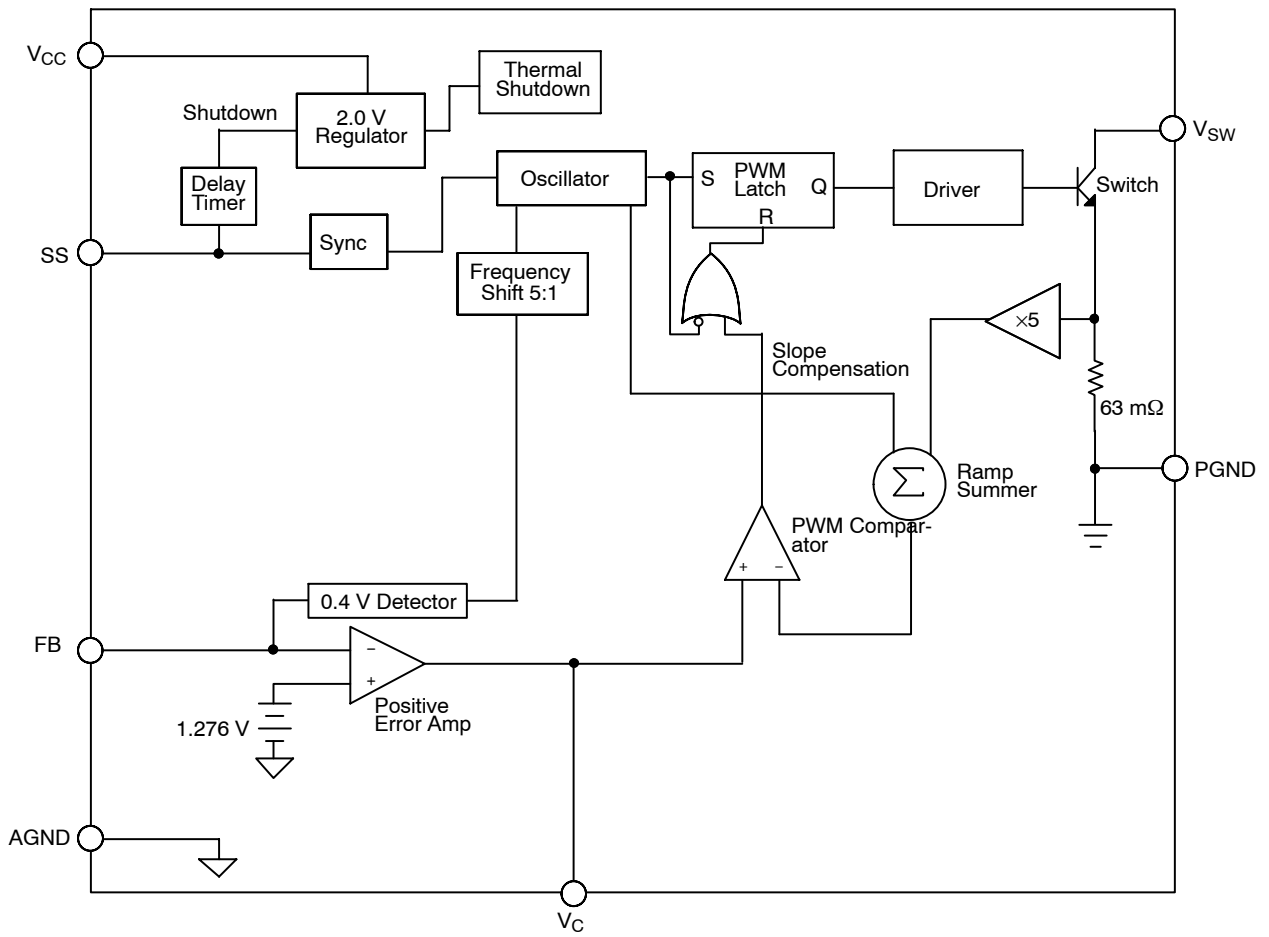 V_CC
Thermal
Shutdown
Shutdown
2.0 V
Regulator
V_SW
Delay
Timer
Oscillator
S
PWM
Latch
Q
R
Driver
Switch
SS
Sync
Frequency
Shift 5:1
×5
Slope
Compensation
63 mΩ
Σ
Ramp
Summer
PGND
PWM Compar-
ator
+
−
0.4 V Detector
FB
−
+
Positive
Error Amp
1.276 V
AGND
V_C